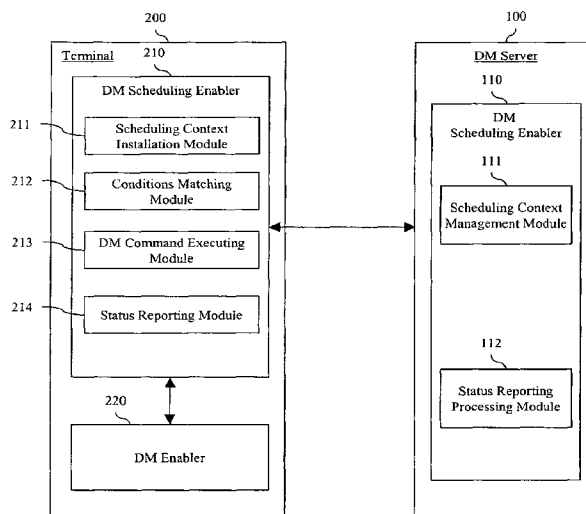 200
Terminal
210
DM Scheduling Enabler
211
Scheduling Context
Installation Module
212
Conditions Matching
Module
213
DM Command Executing
Module
214
Status Reporting Module
220
DM Enabler
100
DM Server
110
DM
Scheduling Enabler
111
Scheduling Context
Management Module
112
Status Reporting
Processing Module